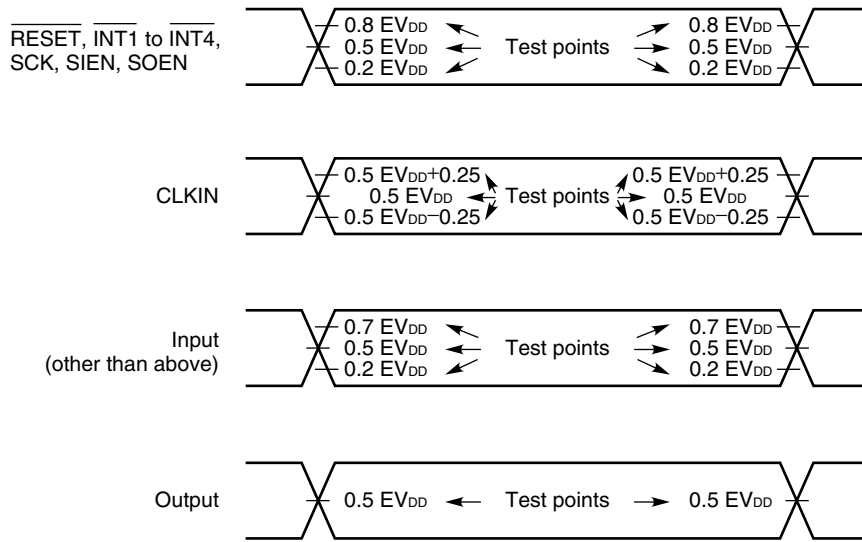 0.8 EVDD 0.8 EVDD
RESET, INT1 to INT4, 0.5 EVDD Test points 0.5 EVDD
SCK, SIEN, SOEN 0.2 EVDD 0.2 EVDD
0.5 EVDD+0.25 0.5 EVDD+0.25
CLKIN 0.5 EVDD Test points 0.5 EVDD
0.5 EVDD−0.25 0.5 EVDD−0.25
0.7 EVDD 0.7 EVDD
Input 0.5 EVDD Test points 0.5 EVDD
(other than above) 0.2 EVDD 0.2 EVDD
Output 0.5 EVDD Test points 0.5 EVDD